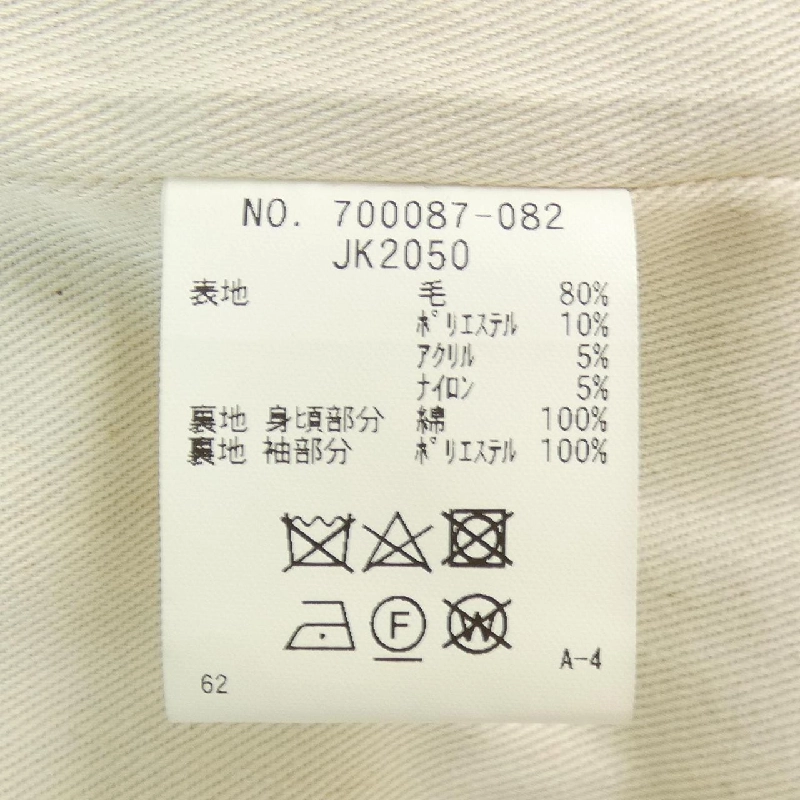 NO. 700087-082
JK2050
表地 毛 80%
ﾎﾟﾘｴｽﾃﾙ 10%
ｱｸﾘﾙ 5%
ﾅｲﾛﾝ 5%
裏地 身頃部分 綿 100%
裏地 袖部分 ﾎﾟﾘｴｽﾃﾙ 100%
F W
A-4
62